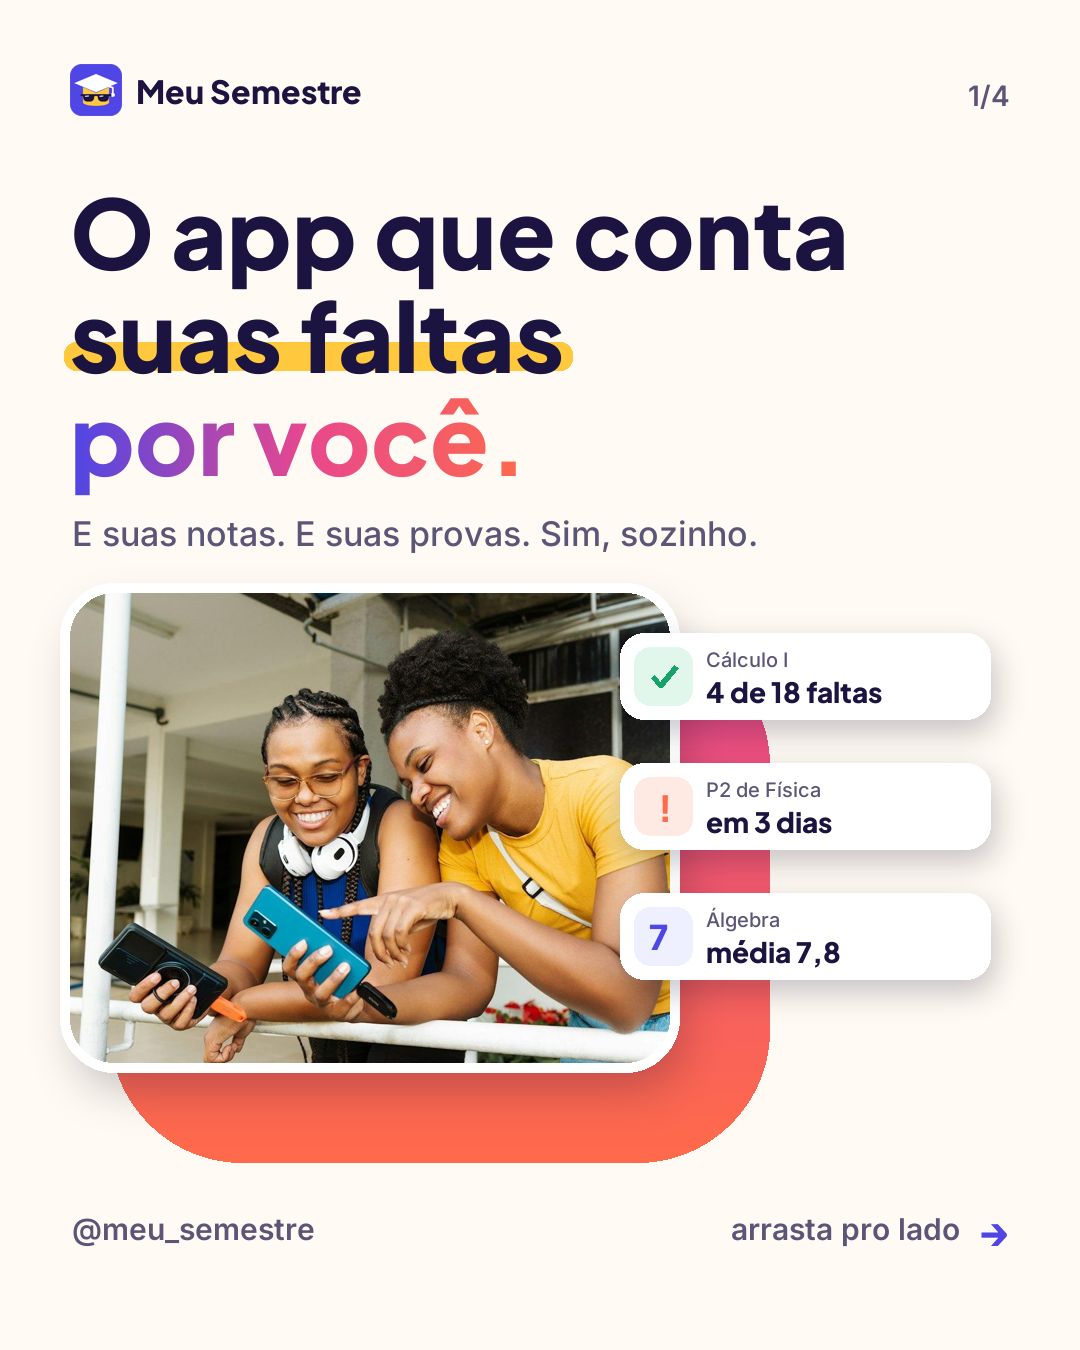 Meu Semestre
1/4
O app que conta
suas faltas
por você.
E suas notas. E suas provas. Sim, sozinho.
Cálculo I
4 de 18 faltas
!
P2 de Física
em 3 dias
7
Álgebra
média 7,8
@meu_semestre
arrasta pro lado →